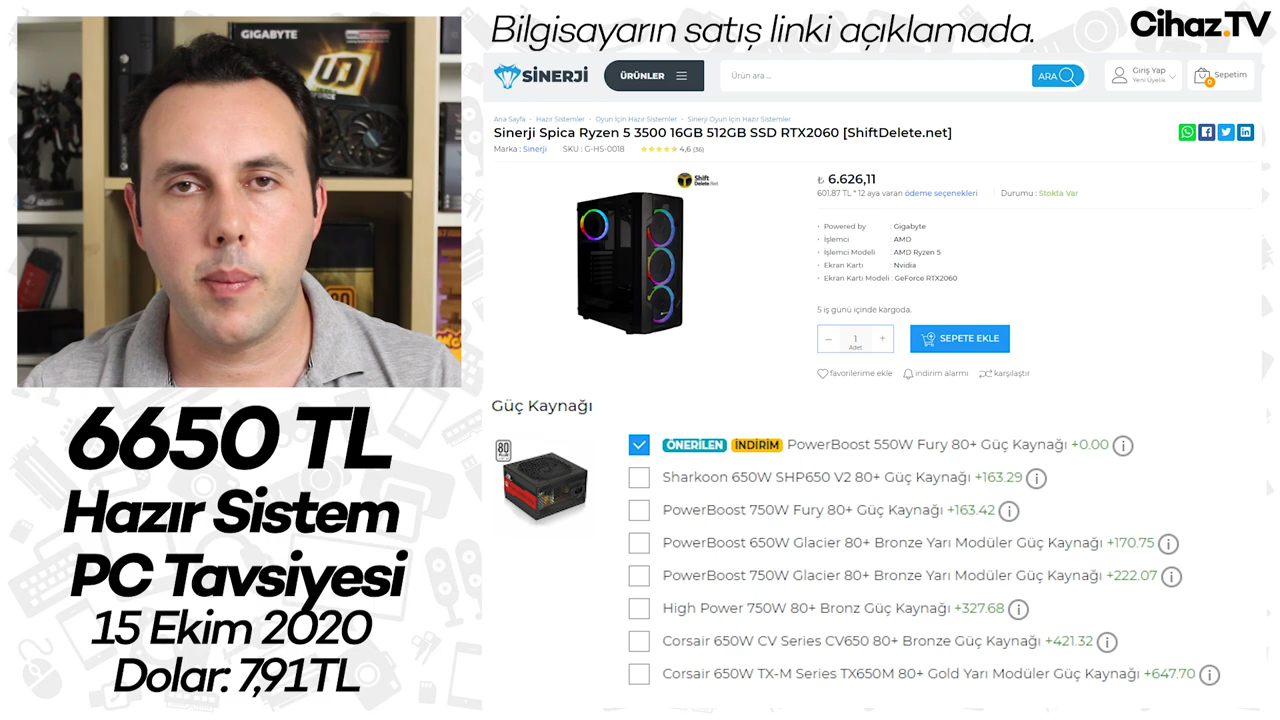 GIGABYTE
Bilgisayarın satış linki açıklamada.
Cihaz.TV
SİNERJİ
ÜRÜNLER
Ürün ara ...
ARA
Giriş Yap
Yeni Üyelik
0
Sepetim
Ana Sayfa - Hazır Sistemler - Oyun İçin Hazır Sistemler - Sinerji Oyun İçin Hazır Sistemler
Sinerji Spica Ryzen 5 3500 16GB 512GB SSD RTX2060 [ShiftDelete.net]
Marka : Sinerji SKU : G-HS-0018 4,6 (36)
Shift
Delete.Net
₺ 6.626,11
601.87 TL * 12 aya varan ödeme seçenekleri Durumu : Stokta Var
Powered by : Gigabyte
İşlemci : AMD
İşlemci Modeli : AMD Ryzen 5
Ekran Kartı : Nvidia
Ekran Kartı Modeli : GeForce RTX2060
5 iş günü içinde kargoda.
– 1 +
Adet
SEPETE EKLE
favorilerime ekle indirim alarmı karşılaştır
6650 TL
Hazır Sistem
PC Tavsiyesi
15 Ekim 2020
Dolar: 7,91TL
Güç Kaynağı
80
ÖNERİLEN İNDİRİM PowerBoost 550W Fury 80+ Güç Kaynağı +0.00
Sharkoon 650W SHP650 V2 80+ Güç Kaynağı +163.29
PowerBoost 750W Fury 80+ Güç Kaynağı +163.42
PowerBoost 650W Glacier 80+ Bronze Yarı Modüler Güç Kaynağı +170.75
PowerBoost 750W Glacier 80+ Bronze Yarı Modüler Güç Kaynağı +222.07
High Power 750W 80+ Bronz Güç Kaynağı +327.68
Corsair 650W CV Series CV650 80+ Bronze Güç Kaynağı +421.32
Corsair 650W TX-M Series TX650M 80+ Gold Yarı Modüler Güç Kaynağı +647.70